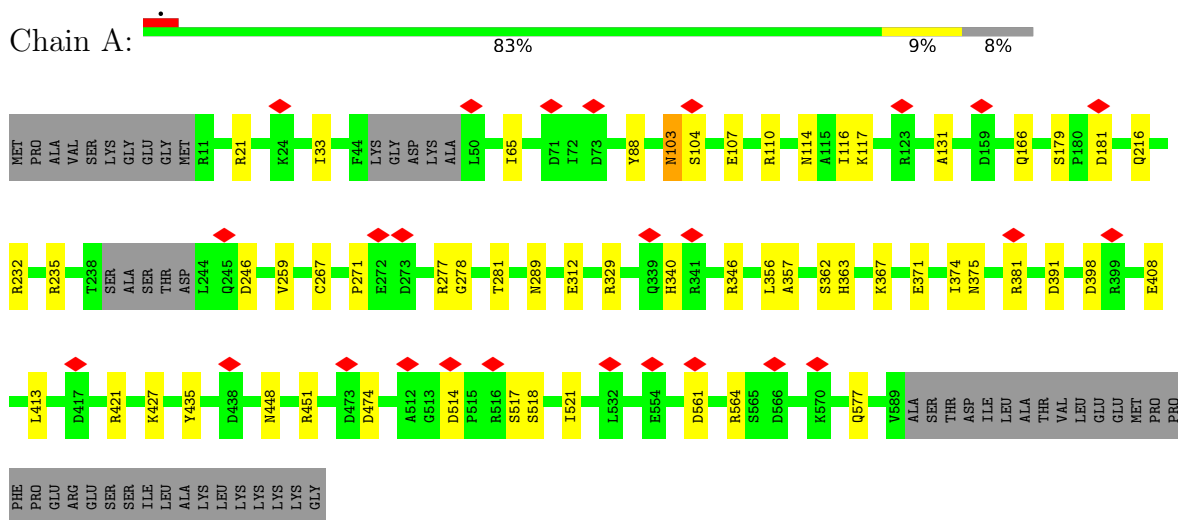 Chain A:
83% 9% 8%
MET PRO ALA VAL SER LYS GLY GLU GLY MET R11 R21 K24 I33 F44 LYS GLY ASP LYS ALA L50 I65 D71 I72 D73 Y88 N103 S104 E107 R110 N114 A115 I116 K117 R123 A131 D159 Q166 S179 P180 D181 Q216
R232 R235 T238 SER ALA SER THR ASP L244 Q245 D246 V259 C267 P271 E272 D273 R277 G278 T281 N289 E312 R329 Q339 H340 R341 R346 L356 A357 S362 H363 K367 E371 I374 N375 R381 D391 D398 R399 E408
L413 D417 R421 K427 Y435 D438 N448 R451 D473 D474 A512 G513 D514 P515 R516 S517 S518 I521 L532 E554 D561 R564 S565 D566 K570 Q577 V589 ALA SER THR ASP ILE LEU ALA THR VAL LEU GLU GLU MET PRO PRO
PHE PRO GLU ARG GLU SER SER ILE LEU ALA LYS LEU LYS LYS LYS LYS GLY